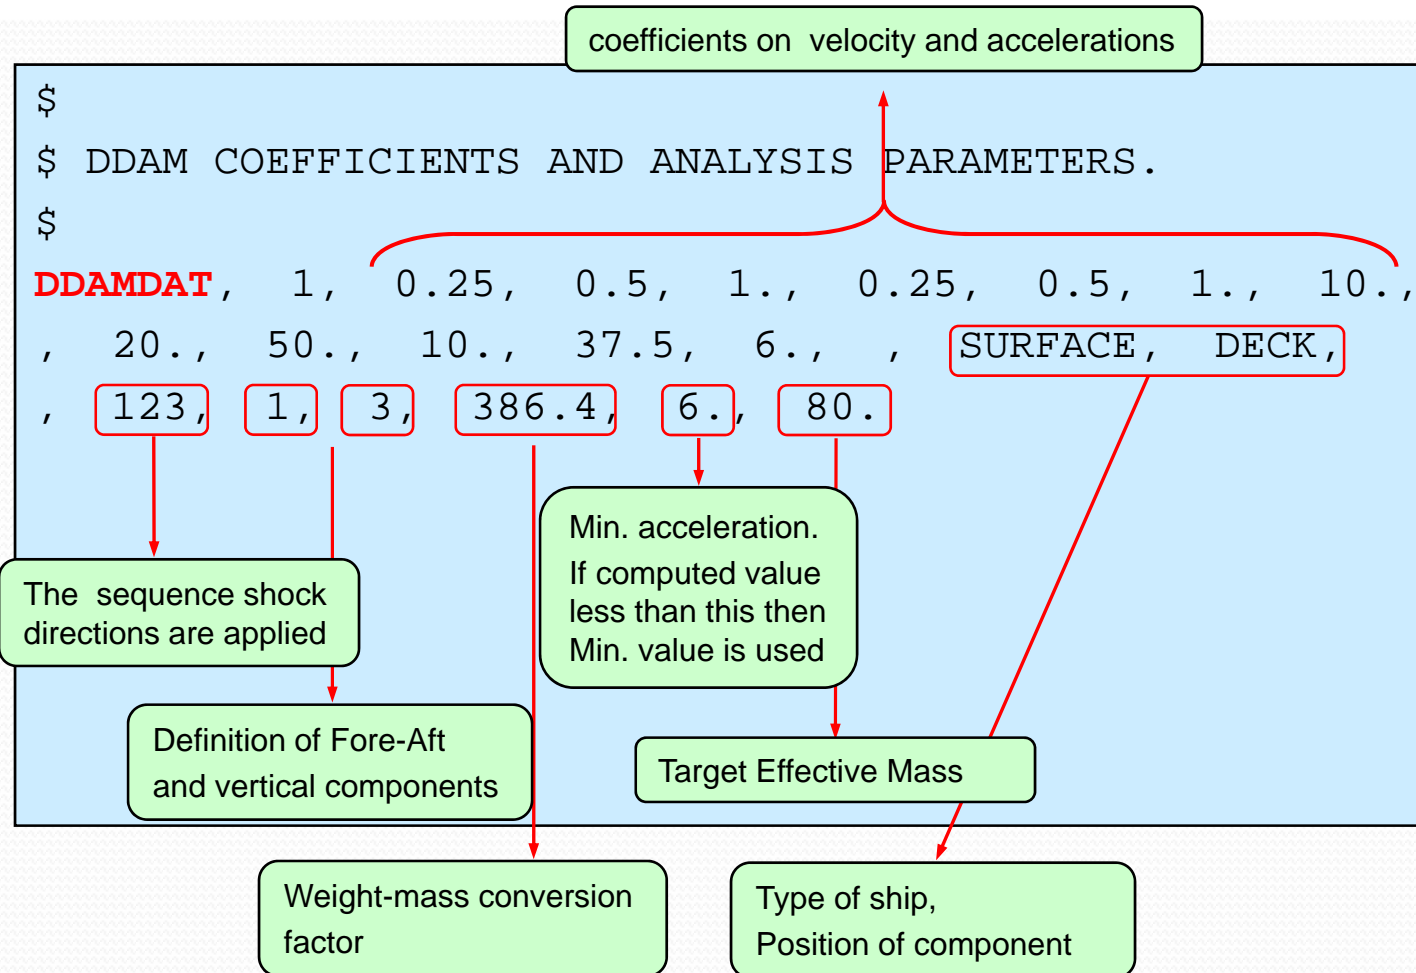 coefficients on velocity and accelerations
$
$ DDAM COEFFICIENTS AND ANALYSIS PARAMETERS.
$
DDAMDAT, 1, 0.25, 0.5, 1., 0.25, 0.5, 1., 10.,
, 20., 50., 10., 37.5, 6., , SURFACE, DECK,
, 123, 1, 3, 386.4, 6., 80.
Min. acceleration.
If computed value
less than this then
Min. value is used
The sequence shock
directions are applied
Definition of Fore-Aft
and vertical components
Target Effective Mass
Weight-mass conversion
factor
Type of ship,
Position of component